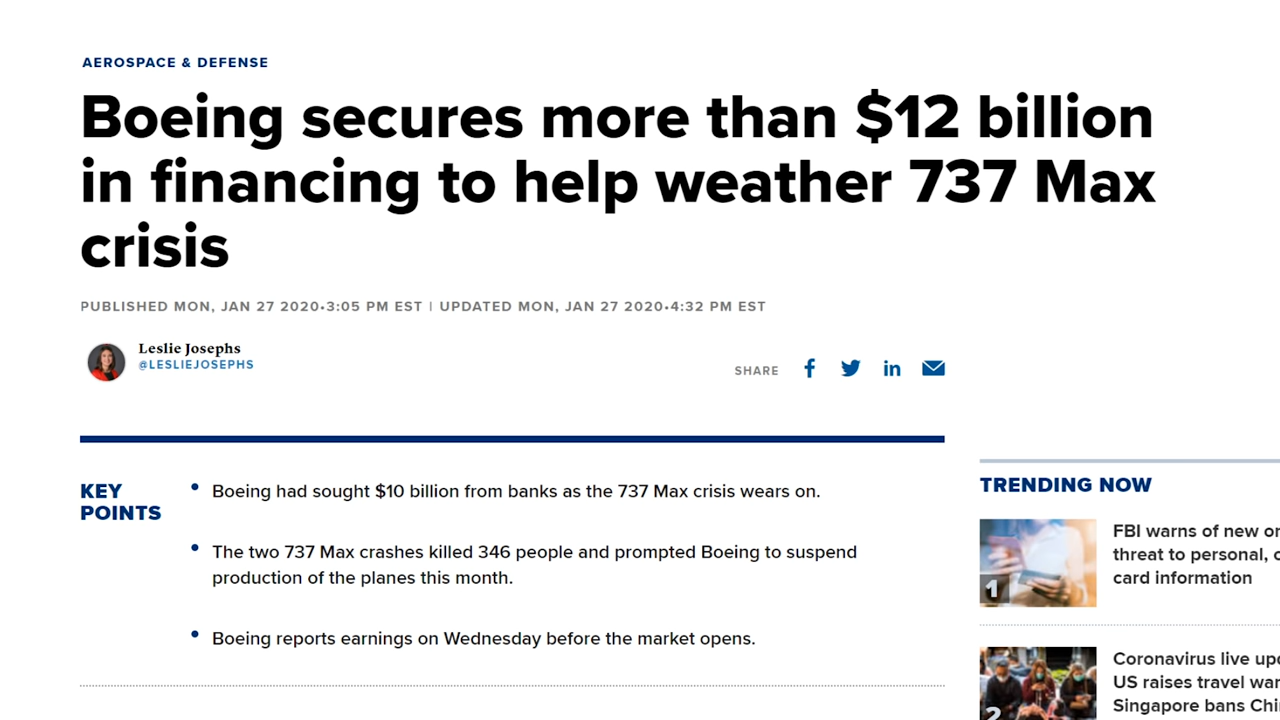 AEROSPACE & DEFENSE
Boeing secures more than $12 billion
in financing to help weather 737 Max
crisis
PUBLISHED MON, JAN 27 2020•3:05 PM EST | UPDATED MON, JAN 27 2020•4:32 PM EST
Leslie Josephs
@LESLIEJOSEPHS
SHARE
KEY
POINTS
Boeing had sought $10 billion from banks as the 737 Max crisis wears on.
The two 737 Max crashes killed 346 people and prompted Boeing to suspend
production of the planes this month.
Boeing reports earnings on Wednesday before the market opens.
TRENDING NOW
1
FBI warns of new
threat to personal,
card information
2
Coronavirus live
US raises travel
Singapore bans